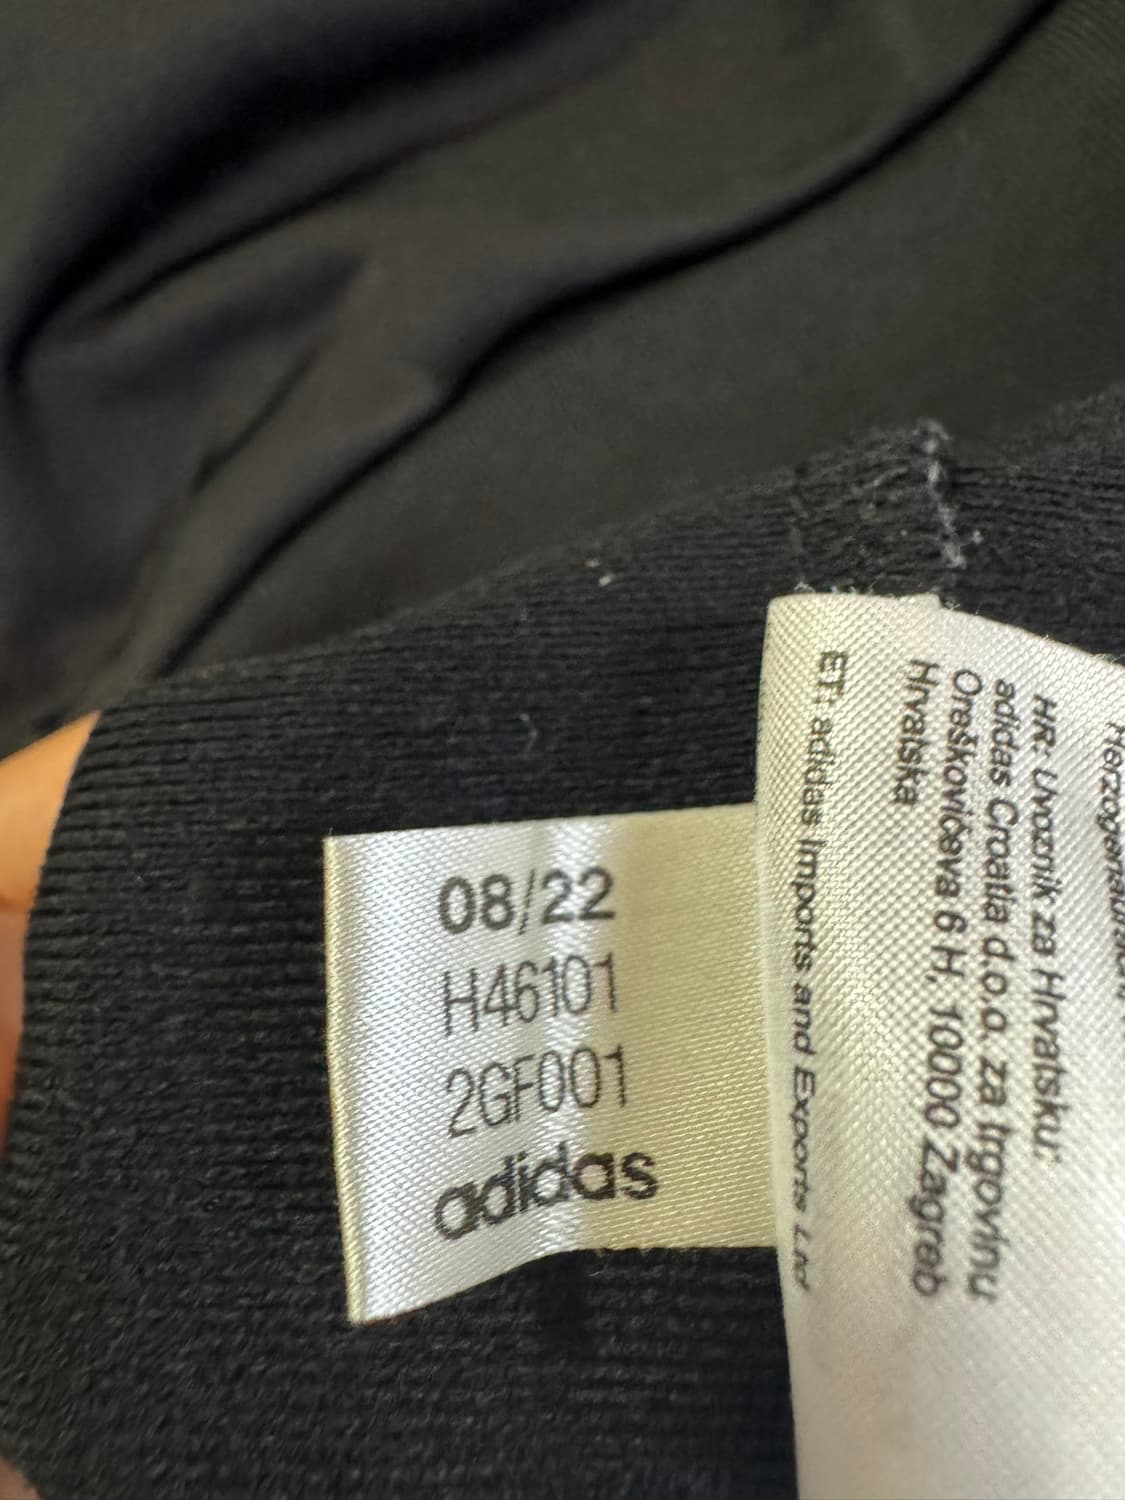 08/22
H46101
2GF001
adidas
HR: Uvoznik za Hrvatsku:
adidas Croatia d.o.o. za trgovinu
Oreškovićeva 6 H, 10000 Zagreb
Hrvatska
ET: adidas Imports and Exports Ltd